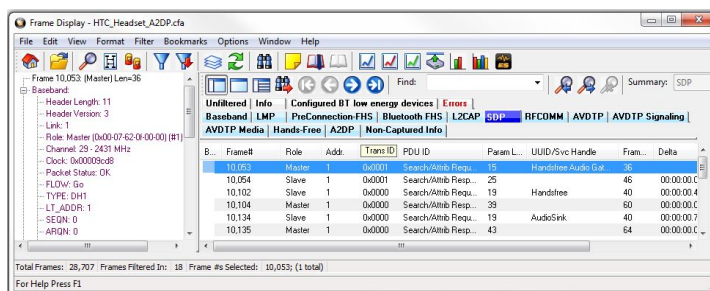 Frame Display - HTC_Headset_A2DP.cfa
File Edit View Format Filter Bookmarks Options Window Help
Find: Summary: SDP
Unfiltered Info Configured BT low energy devices Errors
Baseband LMP PreConnection-FHS Bluetooth FHS L2CAP SDP RFCOMM AVDTP AVDTP Signaling
AVDTP Media Hands-Free A2DP Non-Captured Info
B... Frame# Role Addr. Trans ID PDU ID Param L... UUID/Svc Handle Fram... Delta
10,053 Master 1 0x0001 Search/Attrib Requ... 15 Handsfree Audio Gat... 36
10,054 Slave 1 0x0001 Search/Attrib Resp... 25 46 00:00:00.0
10,102 Slave 1 0x0000 Search/Attrib Requ... 19 Handsfree 40 00:00:00.4
10,104 Master 1 0x0000 Search/Attrib Resp... 39 60 00:00:00.0
10,134 Slave 1 0x0000 Search/Attrib Requ... 19 AudioSink 40 00:00:00.7
10,135 Master 1 0x0000 Search/Attrib Resp... 43 64 00:00:00.0
Frame 10,053: (Master) Len=36
Baseband:
Header Length: 11
Header Version: 3
Link: 1
Role: Master (0x00-07-62-0f-00-00) (#1)
Channel: 29 - 2431 MHz
Clock: 0x00009cd8
Packet Status: OK
FLOW: Go
TYPE: DH1
LT_ADDR: 1
SEQN: 0
ARQN: 0
Total Frames: 28,707 Frames Filtered In: 18 Frame #s Selected: 10,053; (1 total)
For Help Press F1